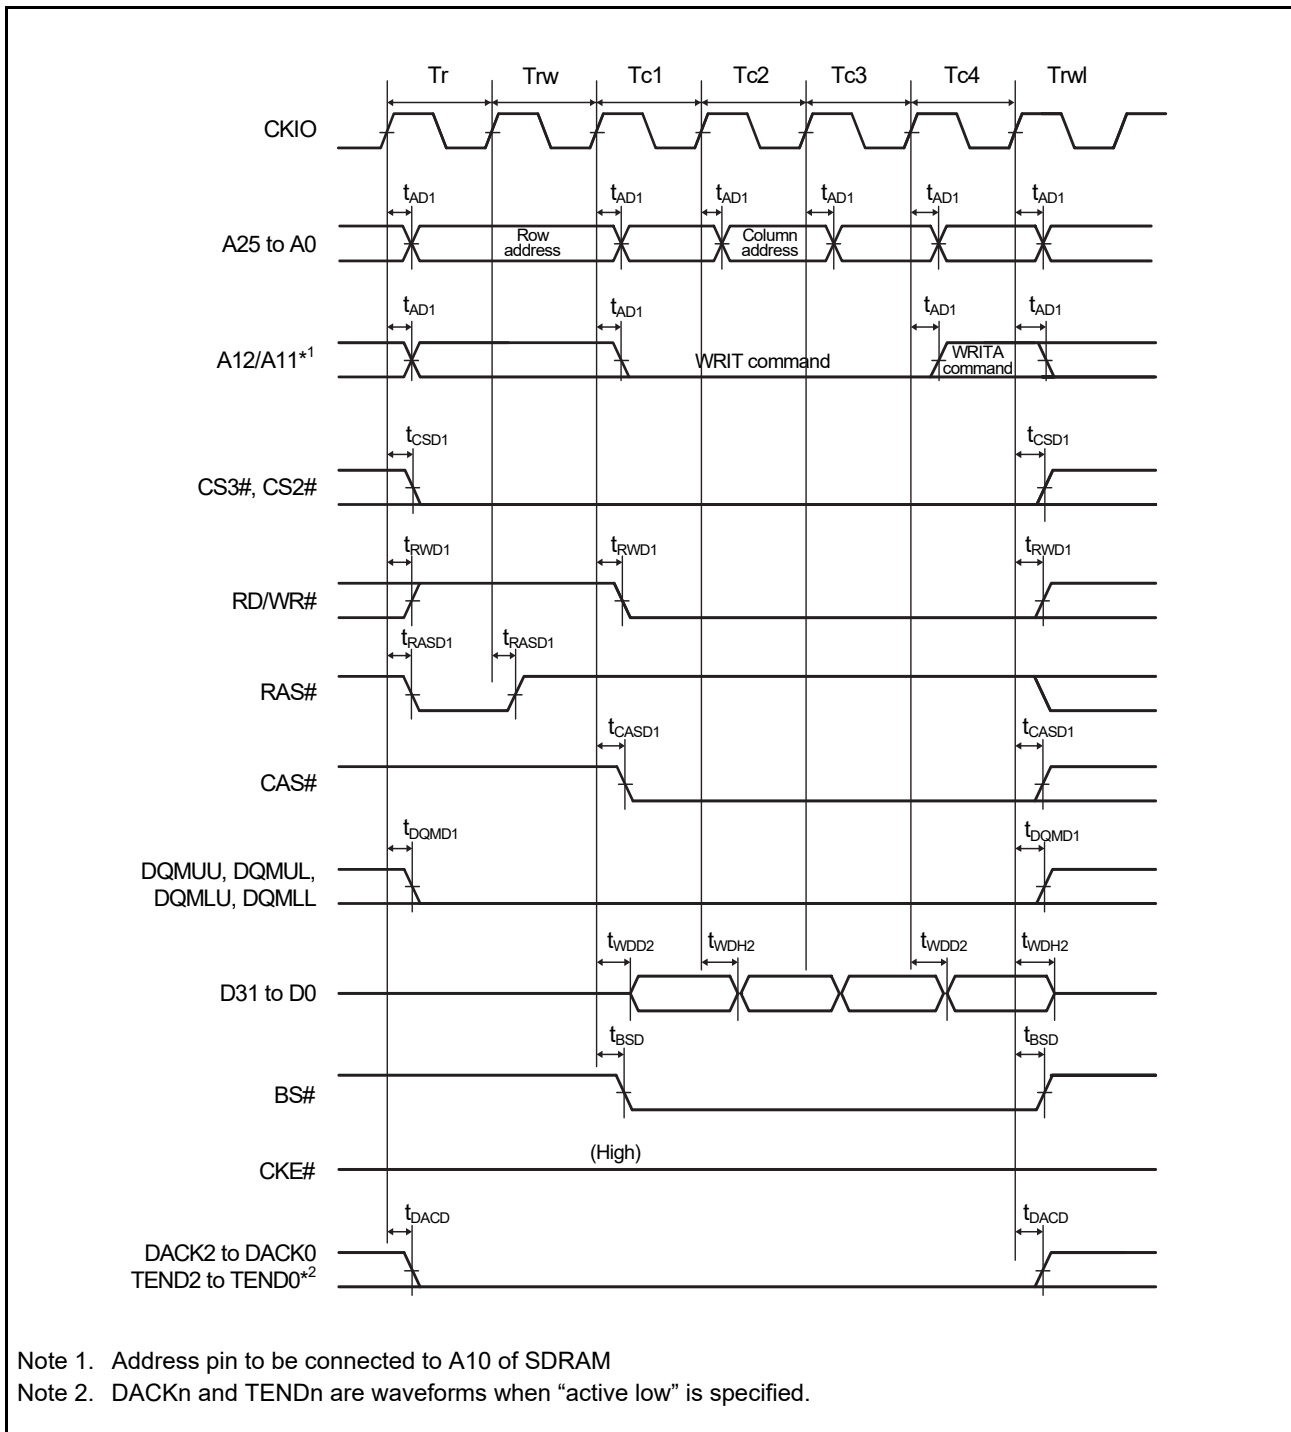 Tr Trw Tc1 Tc2 Tc3 Tc4 Trwl
CKIO
tAD1 tAD1 tAD1 tAD1 tAD1 tAD1
A25 to A0
Row
address
Column
address
tAD1 tAD1 tAD1 tAD1
A12/A11*1
WRIT command
WRITA
command
tCSD1 tCSD1
CS3#, CS2#
tRWD1 tRWD1 tRWD1
RD/WR#
tRASD1 tRASD1
RAS#
tCASD1 tCASD1
CAS#
tDQMD1 tDQMD1
DQMUU, DQMUL,
DQMLU, DQMLL
tWDD2 tWDH2 tWDD2 tWDH2
D31 to D0
tBSD tBSD
BS#
(High)
CKE#
tDACD tDACD
DACK2 to DACK0
TEND2 to TEND0*2
Note 1. Address pin to be connected to A10 of SDRAM
Note 2. DACKn and TENDn are waveforms when “active low” is specified.